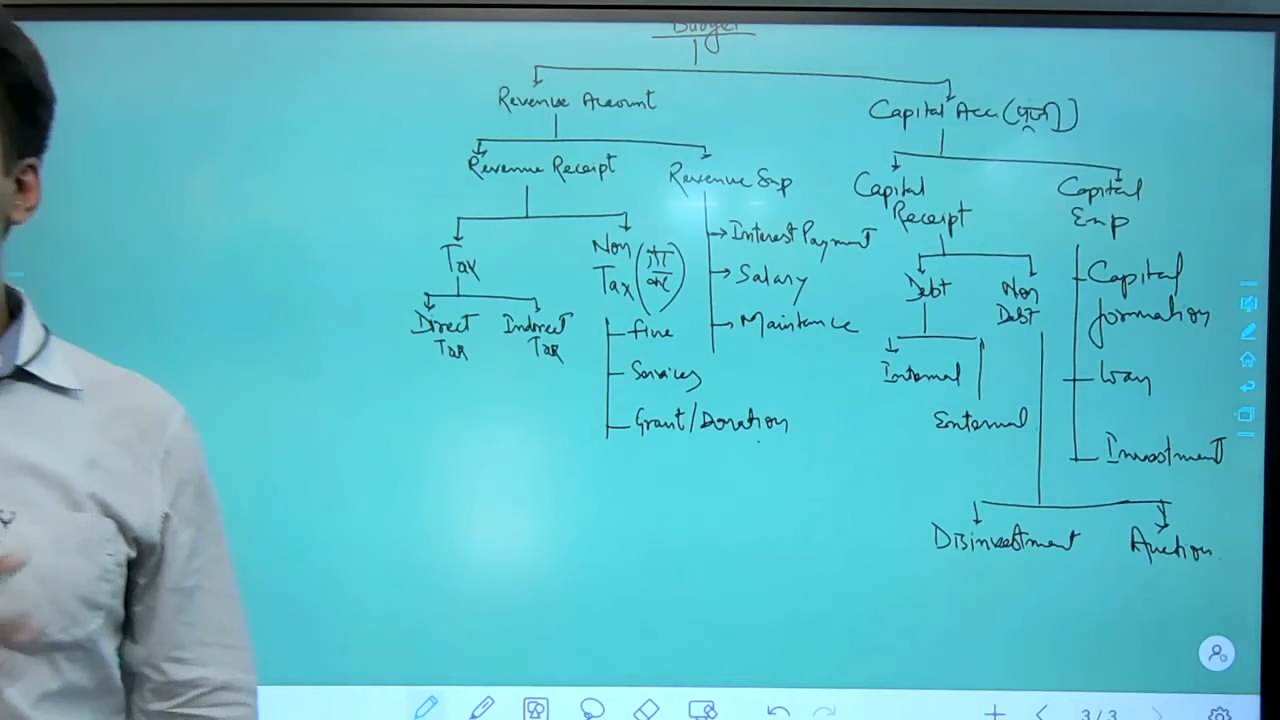 Budget
Revenue Account
Capital Acc (पूंजी)
Revenue Receipt
Revenue Exp
Capital
Receipt
Capital
Exp
Tax
Non
Tax
Interest Payment
Salary
Maintance
Debt
Non
Debt
Capital
formation
Direct
Tax
Indirect
Tax
fine
Services
Grant/Donation
Internal
External
Loan
Investment
Disinvestment
Auction
3/3